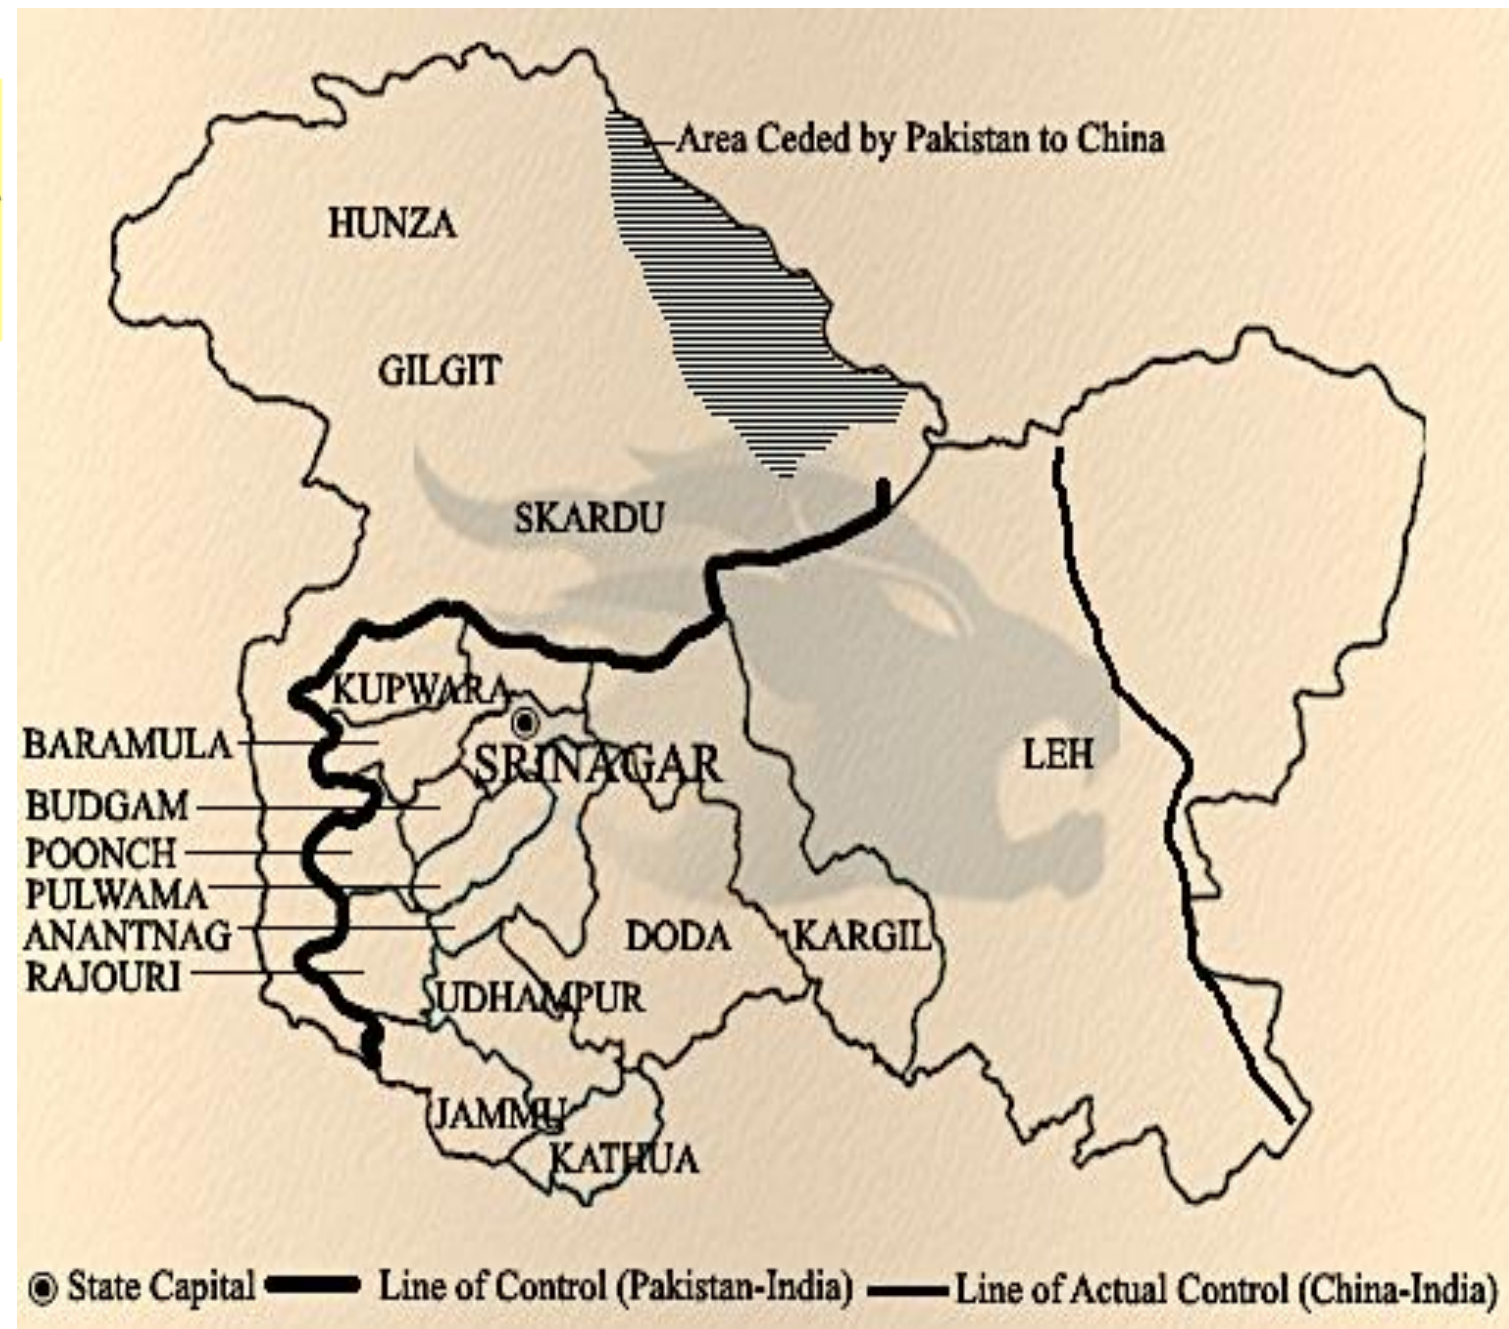 Area Ceded by Pakistan to China
HUNZA
GILGIT
SKARDU
KUPWARA
BARAMULA
SRINAGAR
LEH
BUDGAM
POONCH
PULWAMA
ANANTNAG
DODA
KARGIL
RAJOURI
UDHAMPUR
JAMMU
KATHUA
State Capital Line of Control (Pakistan-India) Line of Actual Control (China-India)